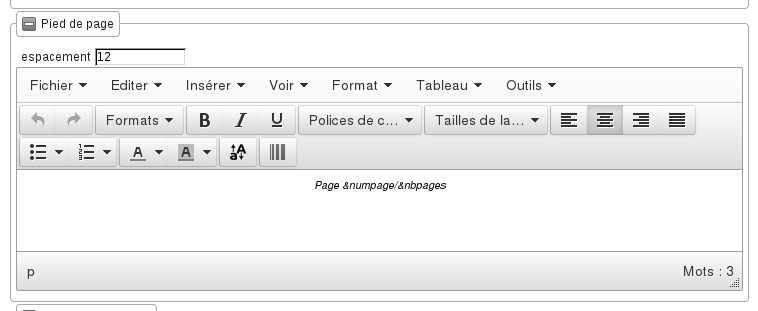 Pied de page
espacement 12
Fichier Editer Insérer Voir Format Tableau Outils
Formats B I U Polices de c... Tailles de la...
A A aA
Page &numpage/&nbpages
p Mots : 3